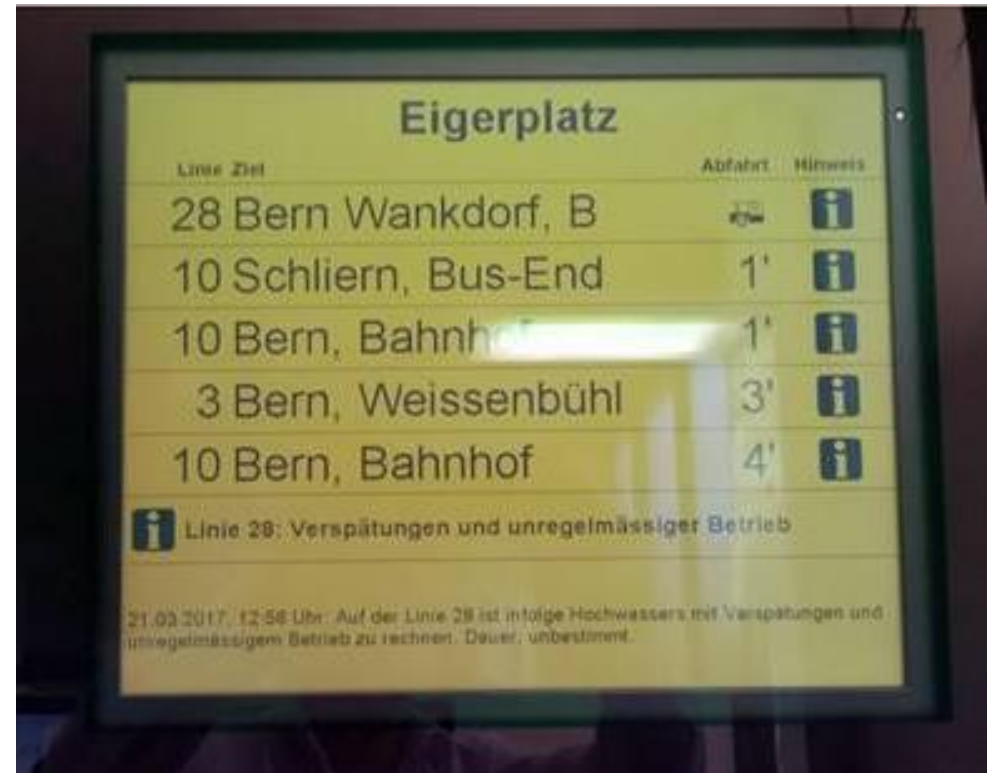 Eigerplatz
Linie Ziel Abfahrt Hinweis
28 Bern Wankdorf, B
10 Schliern, Bus-End 1'
10 Bern, Bahnhof 1'
3 Bern, Weissenbühl 3'
10 Bern, Bahnhof 4'
Linie 28: Verspätungen und unregelmässiger Betrieb
21.03.2017, 12:56 Uhr: Auf der Linie 28 ist infolge Hochwassers mit Verspätungen und
unregelmässigem Betrieb zu rechnen. Dauer: unbestimmt.